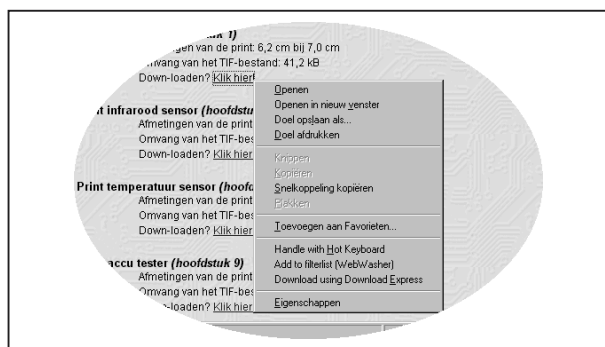 uk 1)
gen van de print: 6,2 cm bij 7,0 cm
Omvang van het TIF-bestand: 41,2 kB
Down-loaden? Klik hier
t infrarood sensor (hoofdstu
Afmetingen van de print
Omvang van het TIF-bes
Down-loaden? Klik hier
Print temperatuur sensor (hoofd
Afmetingen van de print
Omvang van het TIF-bes
Down-loaden? Klik hier
accu tester (hoofdstuk 9)
Afmetingen van de print
Omvang van het TIF-bes
Down-loaden? Klik hier
Openen
Openen in nieuw venster
Doel opslaan als...
Doel afdrukken
Knippen
Kopiëren
Snelkoppeling kopiëren
Plakken
Toevoegen aan Favorieten...
Handle with Hot Keyboard
Add to filterlist (WebWasher)
Download using Download Express
Eigenschappen